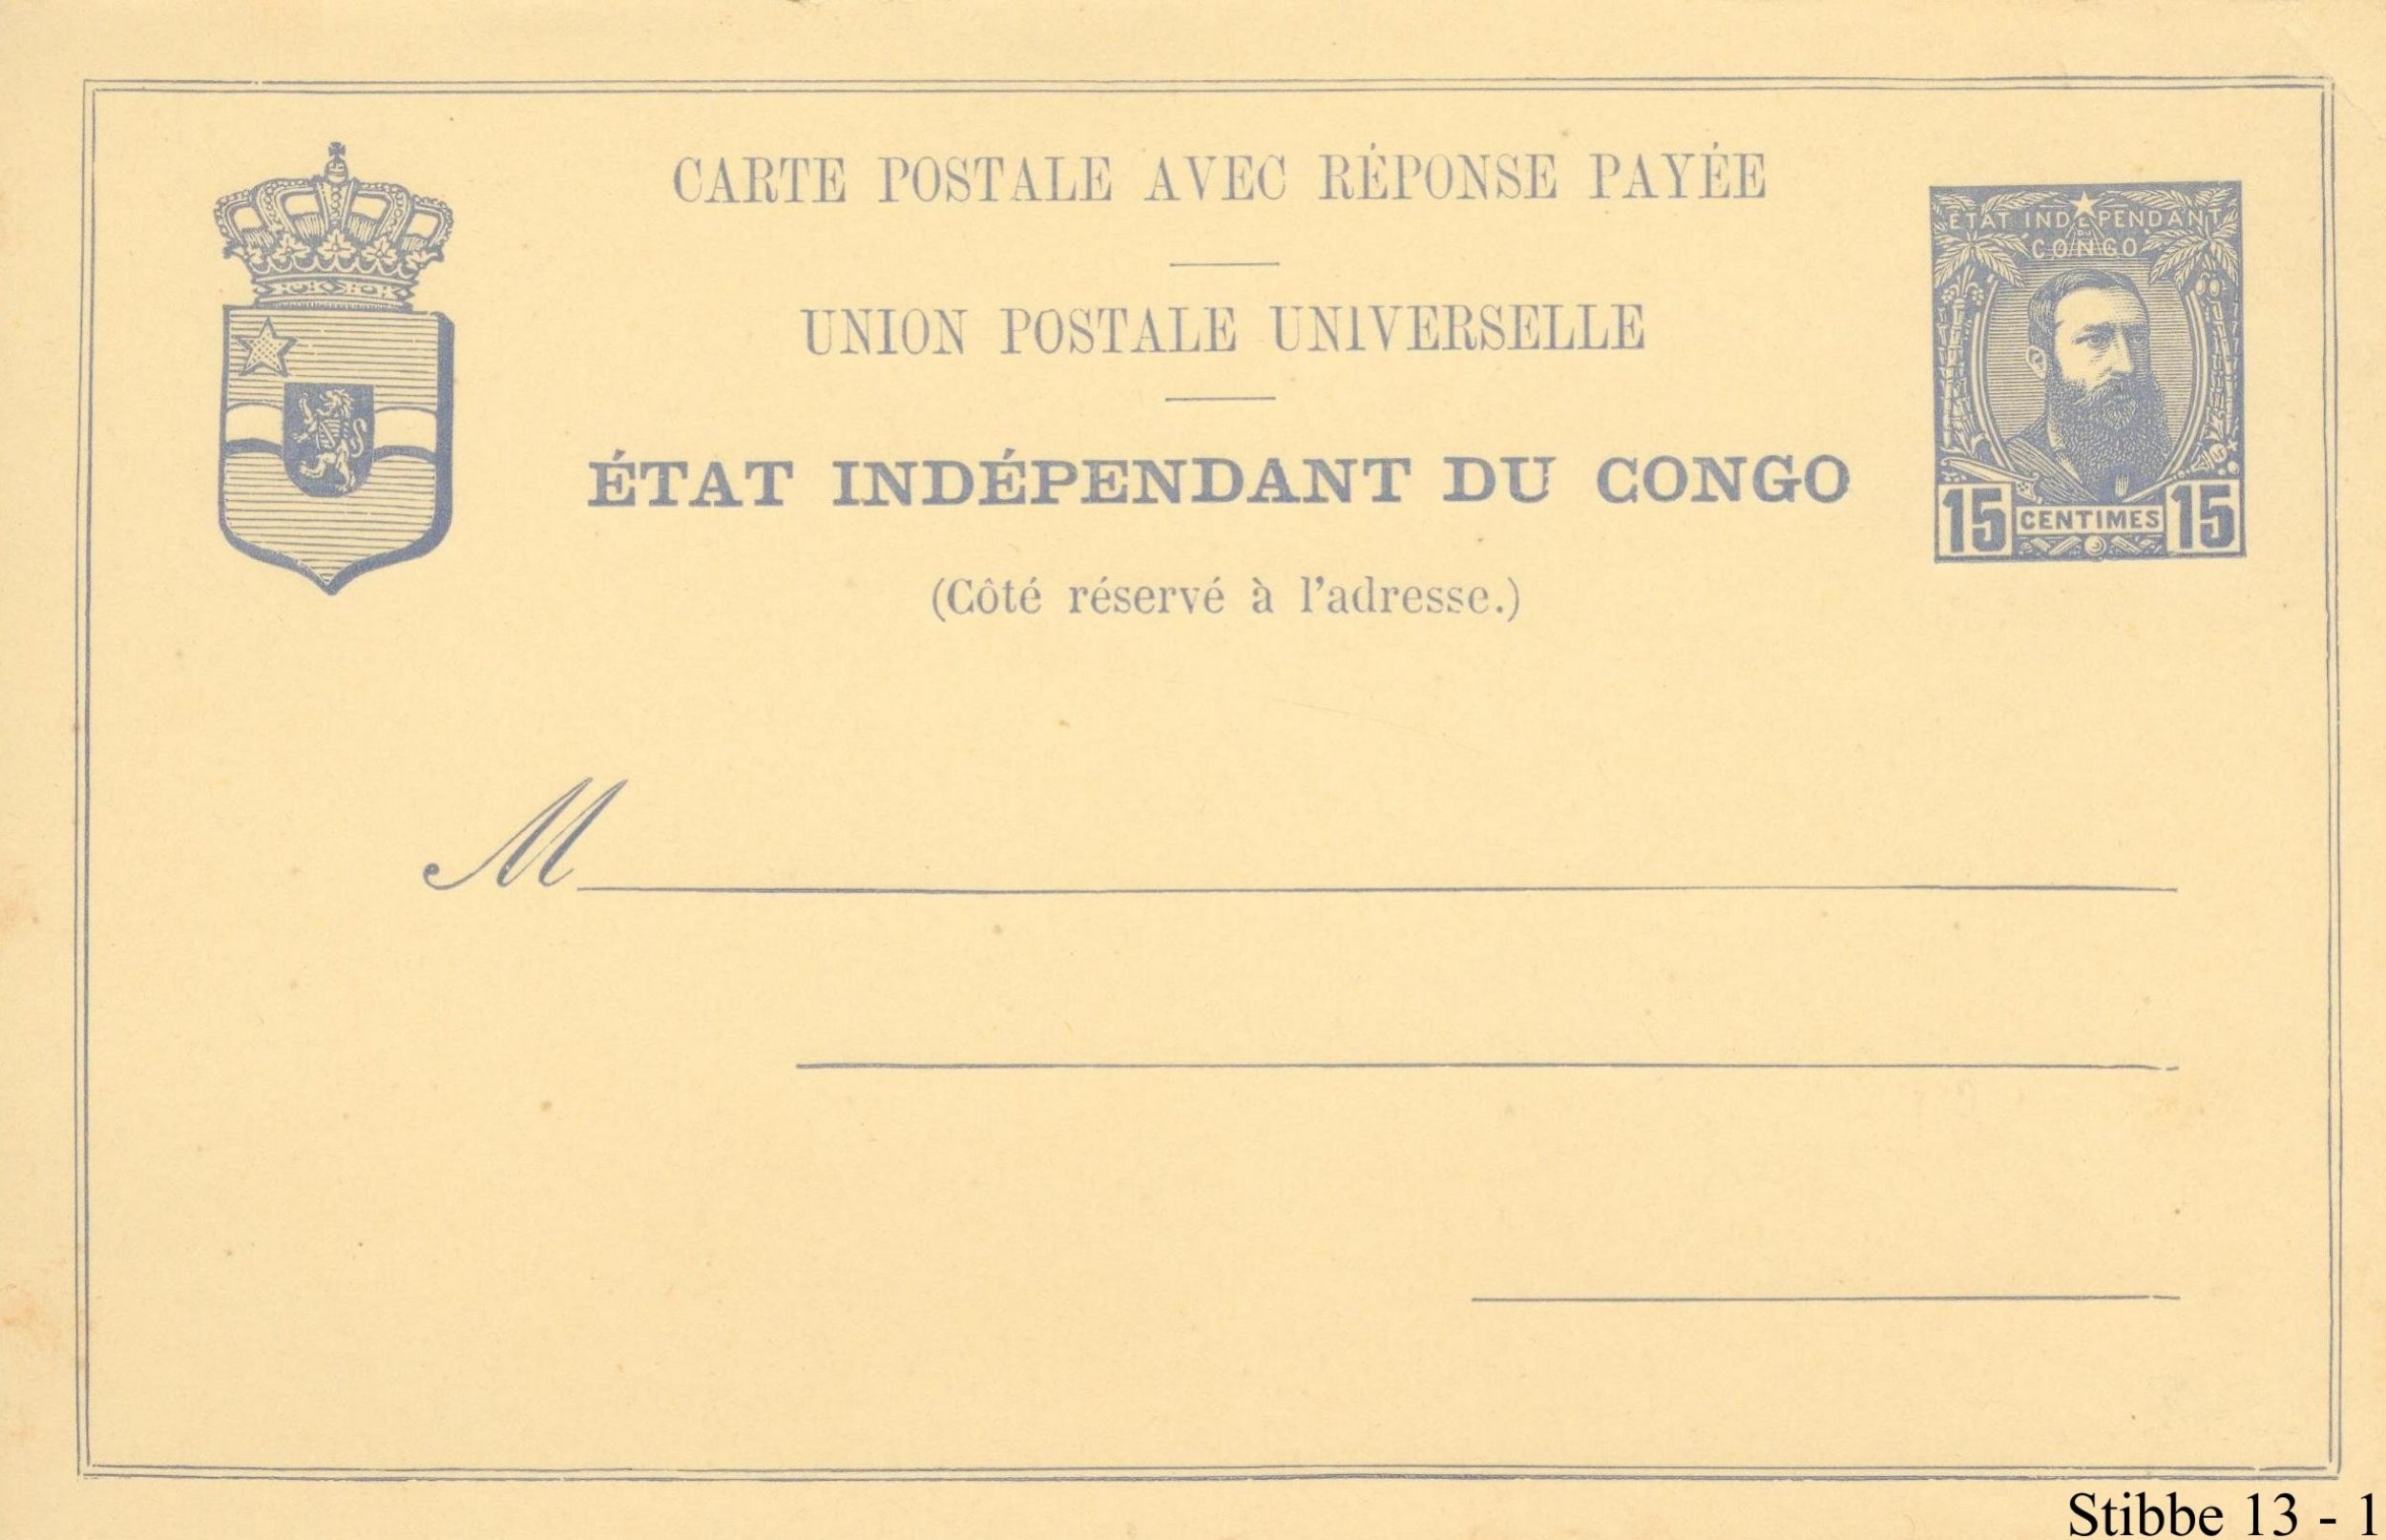 CARTE POSTALE AVEC RÉPONSE PAYÉE
UNION POSTALE UNIVERSELLE
ÉTAT INDÉPENDANT DU CONGO
(Côté réservé à l'adresse.)
ÉTAT INDÉPENDANT
DU
CONGO
15 CENTIMES 15
M
Stibbe 13 - 1